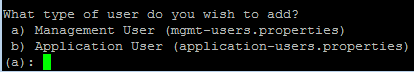 What type of user do you wish to add?
a) Management User (mgmt-users.properties)
b) Application User (application-users.properties)
(a):